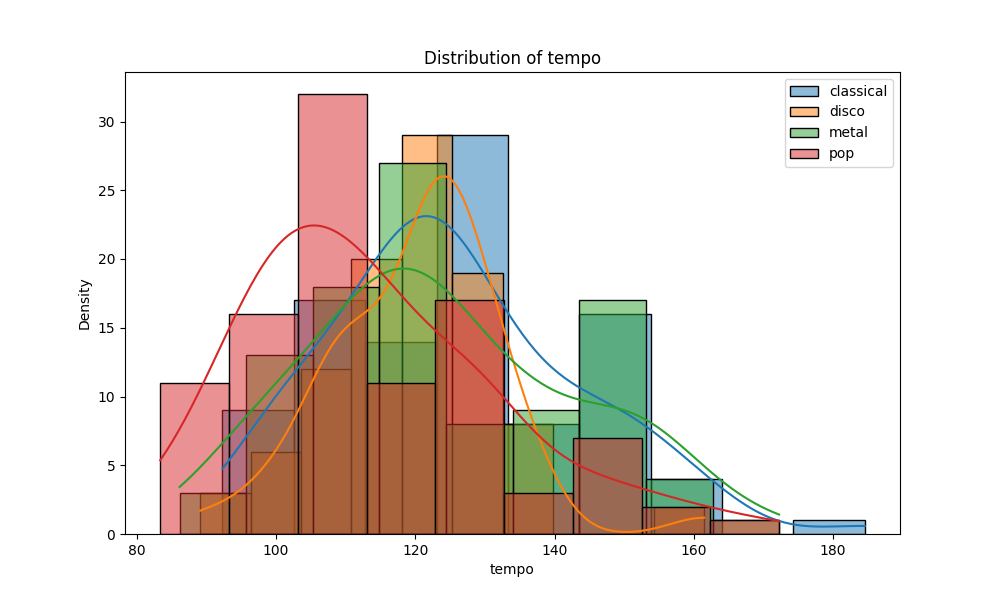 Distribution of tempo
classical
disco
metal
pop
Density
30
25
20
15
10
5
0
80 100 120 140 160 180
tempo